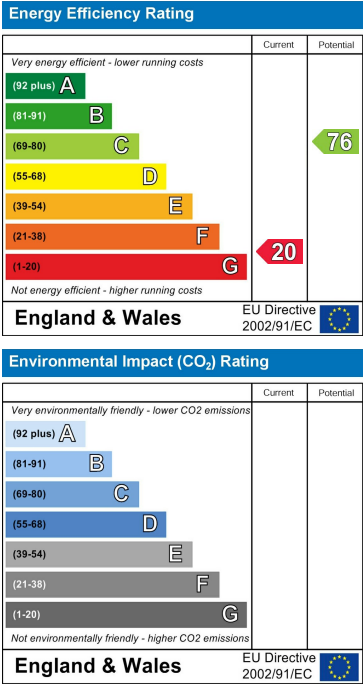 Energy Efficiency Rating
Current Potential
Very energy efficient - lower running costs
(92 plus) A
(81-91) B
(69-80) C
76
(55-68) D
(39-54) E
(21-38) F
20
(1-20) G
Not energy efficient - higher running costs
England & Wales
EU Directive
2002/91/EC
Environmental Impact (CO₂) Rating
Current Potential
Very environmentally friendly - lower CO2 emissions
(92 plus) A
(81-91) B
(69-80) C
(55-68) D
(39-54) E
(21-38) F
(1-20) G
Not environmentally friendly - higher CO2 emissions
England & Wales
EU Directive
2002/91/EC